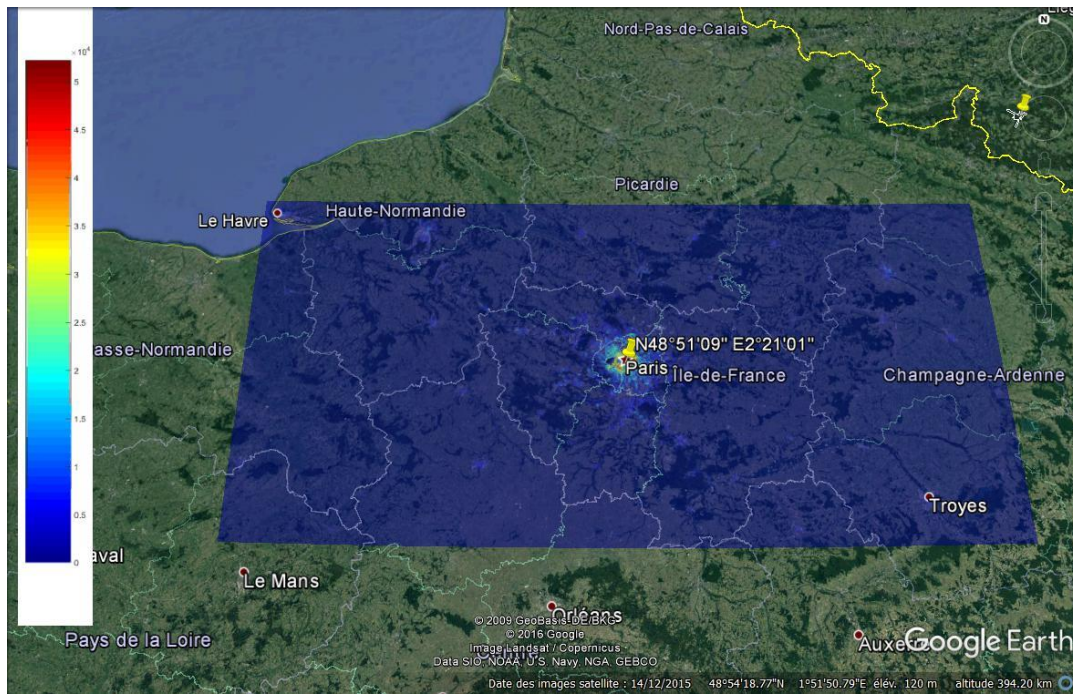 Lièg
N
Nord-Pas-de-Calais
×10⁴
5
4.5
4
3.5
3
2.5
2
1.5
1
0.5
0
Picardie
Le Havre
Haute-Normandie
asse-Normandie
N48°51'09" E2°21'01"
Paris
Île-de-France
Champagne-Ardenne
Troyes
aval
Le Mans
Orléans
Pays de la Loire
Centre
© 2009 GeoBasis-DE/BKG
© 2016 Google
Image Landsat / Copernicus
Data SIO, NOAA, U.S. Navy, NGA, GEBCO
Auxerre
Google Earth
Date des images satellite : 14/12/2015 48°54'18.77"N 1°51'50.79"E élév. 120 m altitude 394.20 km